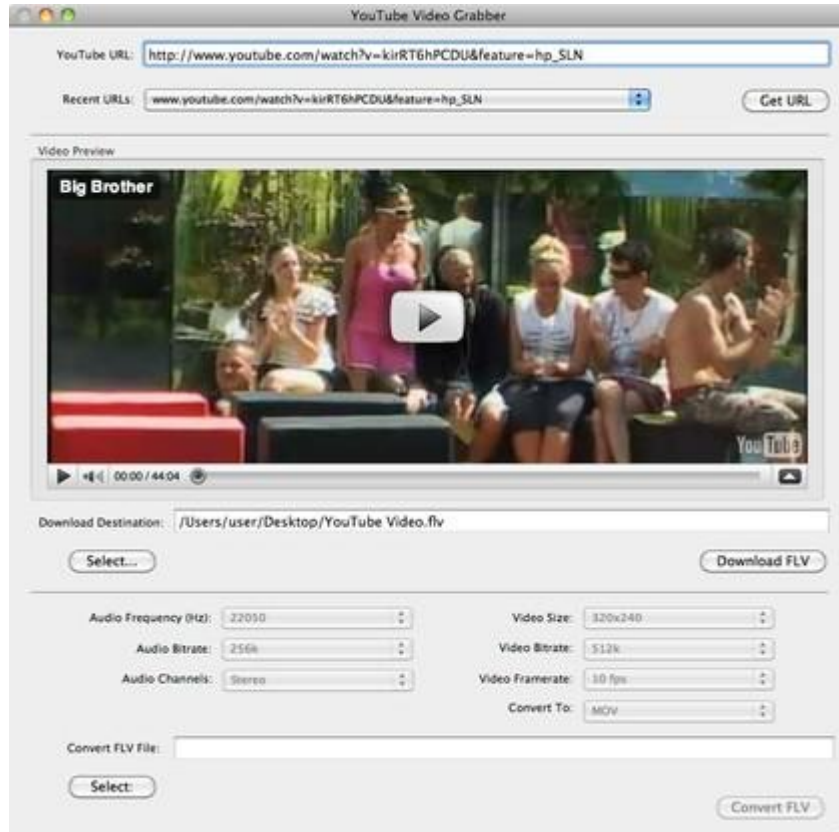 YouTube Video Grabber
YouTube URL: http://www.youtube.com/watch?v=kirRT6hPCDU&feature=hp_SLN
Recent URLs: www.youtube.com/watch?v=kirRT6hPCDU&feature=hp_SLN Get URL
Video Preview
Big Brother
YouTube
00:00 / 44:04
Download Destination: /Users/user/Desktop/YouTube Video.flv
Select... Download FLV
Audio Frequency (Hz): 22050 Video Size: 320x240
Audio Bitrate: 256k Video Bitrate: 512k
Audio Channels: Stereo Video Framerate: 10 fps
Convert To: MOV
Convert FLV File:
Select: Convert FLV